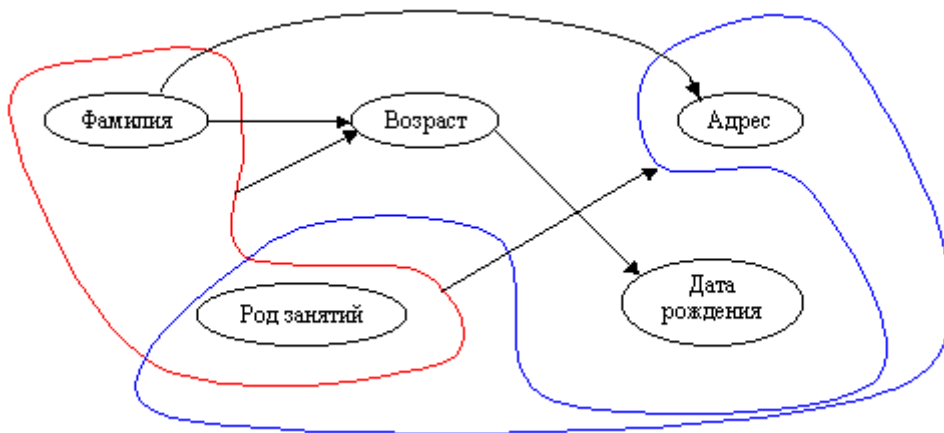 Фамилия
Возраст
Адрес
Род занятий
Дата
рождения